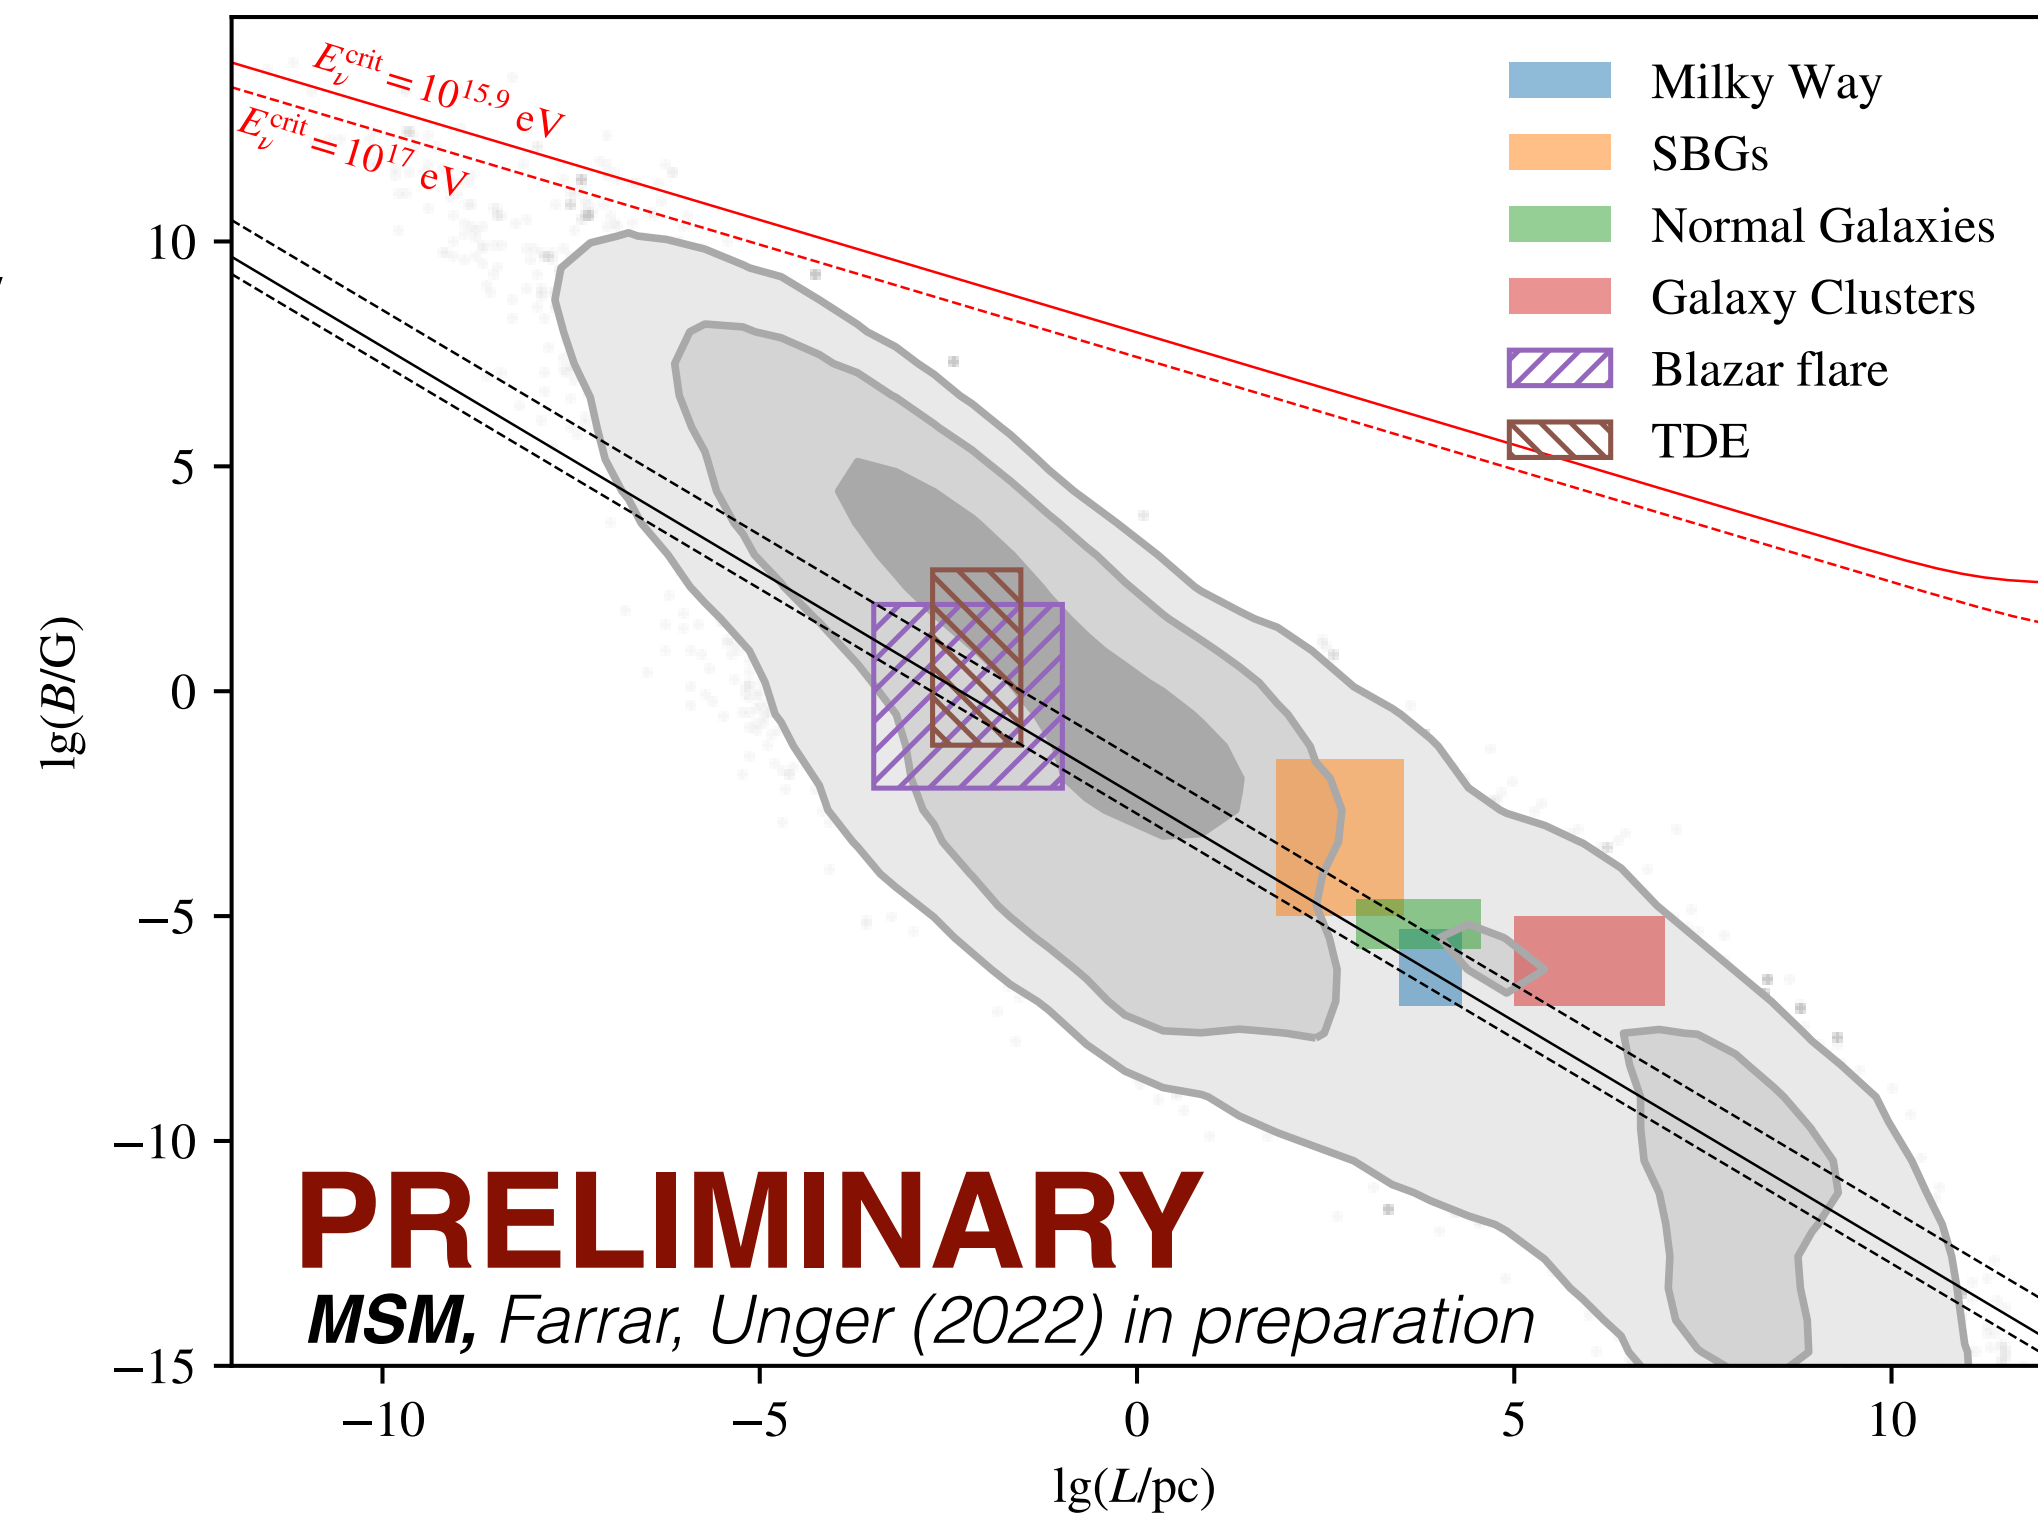 E_ν^crit = 10^15.9 eV
E_ν^crit = 10^17 eV
Milky Way
SBGs
Normal Galaxies
Galaxy Clusters
Blazar flare
TDE
10
5
0
−5
−10
−15
lg(B/G)
PRELIMINARY
MSM, Farrar, Unger (2022) in preparation
−10
−5
0
5
10
lg(L/pc)